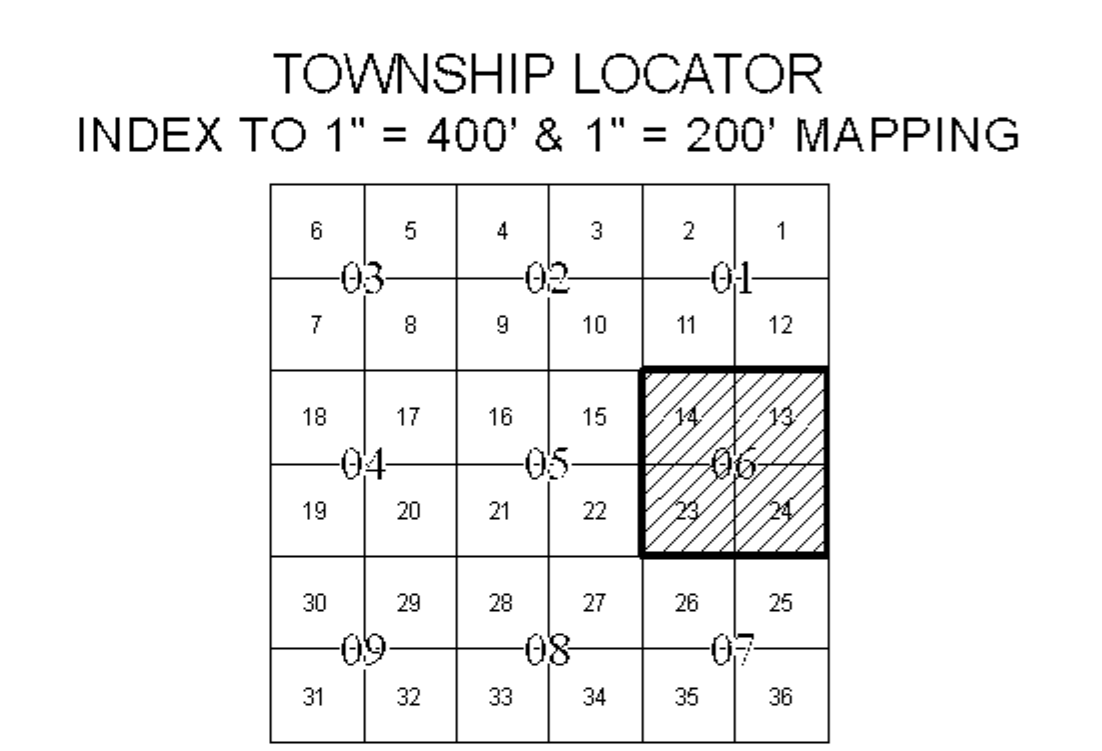 TOWNSHIP LOCATOR
INDEX TO 1" = 400' & 1" = 200' MAPPING
6 5 4 3 2 1
03 02 01
7 8 9 10 11 12
18 17 16 15 14 13
04 05 06
19 20 21 22 23 24
30 29 28 27 26 25
09 08 07
31 32 33 34 35 36